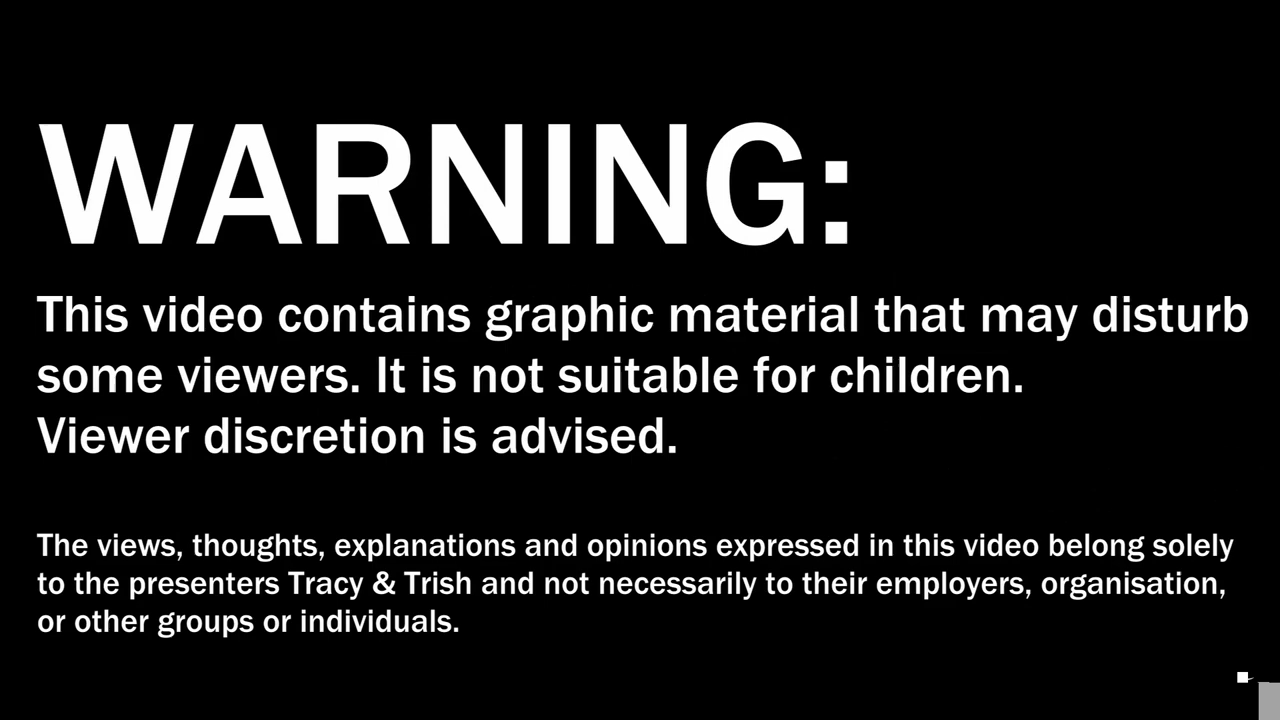 WARNING:
This video contains graphic material that may disturb
some viewers. It is not suitable for children.
Viewer discretion is advised.
The views, thoughts, explanations and opinions expressed in this video belong solely
to the presenters Tracy & Trish and not necessarily to their employers, organisation,
or other groups or individuals.